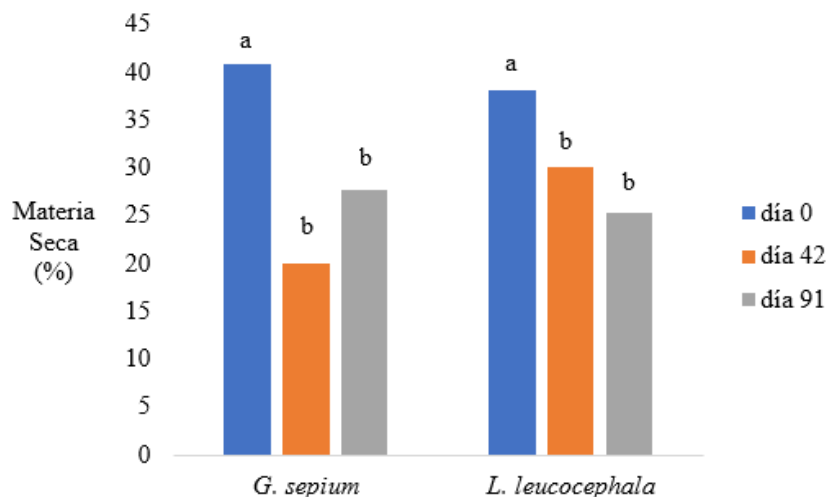 45
40
35
30
25
20
15
10
5
0
Materia
Seca
(%)
a
b
b
a
b
b
G. sepium
L. leucocephala
día 0
día 42
día 91